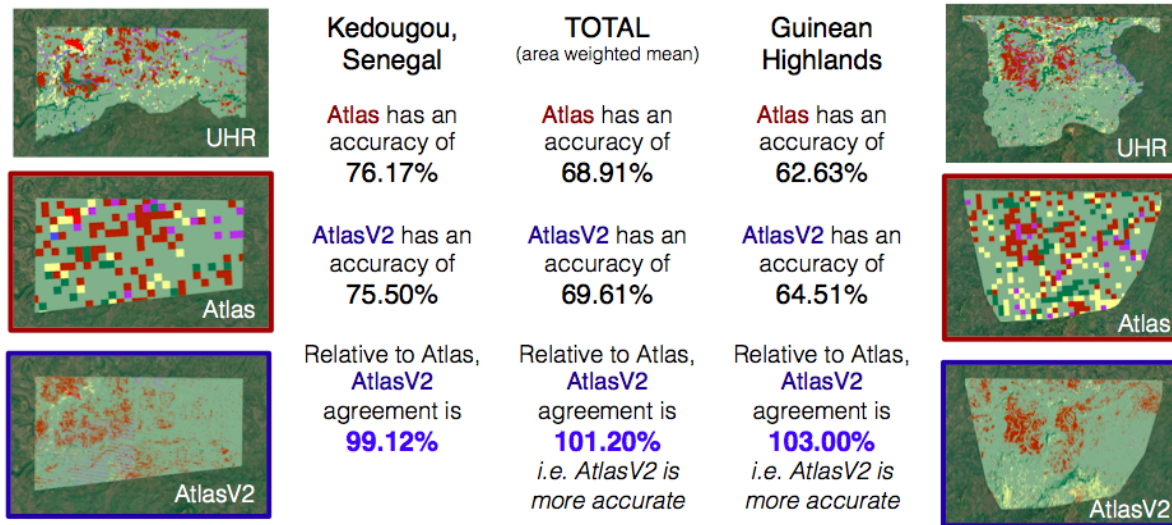 UHR
Atlas
AtlasV2
Kedougou,
Senegal
Atlas has an
accuracy of
76.17%
AtlasV2 has an
accuracy of
75.50%
Relative to Atlas,
AtlasV2
agreement is
99.12%
TOTAL
(area weighted mean)
Atlas has an
accuracy of
68.91%
AtlasV2 has an
accuracy of
69.61%
Relative to Atlas,
AtlasV2
agreement is
101.20%
i.e. AtlasV2 is
more accurate
Guinean
Highlands
Atlas has an
accuracy of
62.63%
AtlasV2 has an
accuracy of
64.51%
Relative to Atlas,
AtlasV2
agreement is
103.00%
i.e. AtlasV2 is
more accurate
UHR
Atlas
AtlasV2